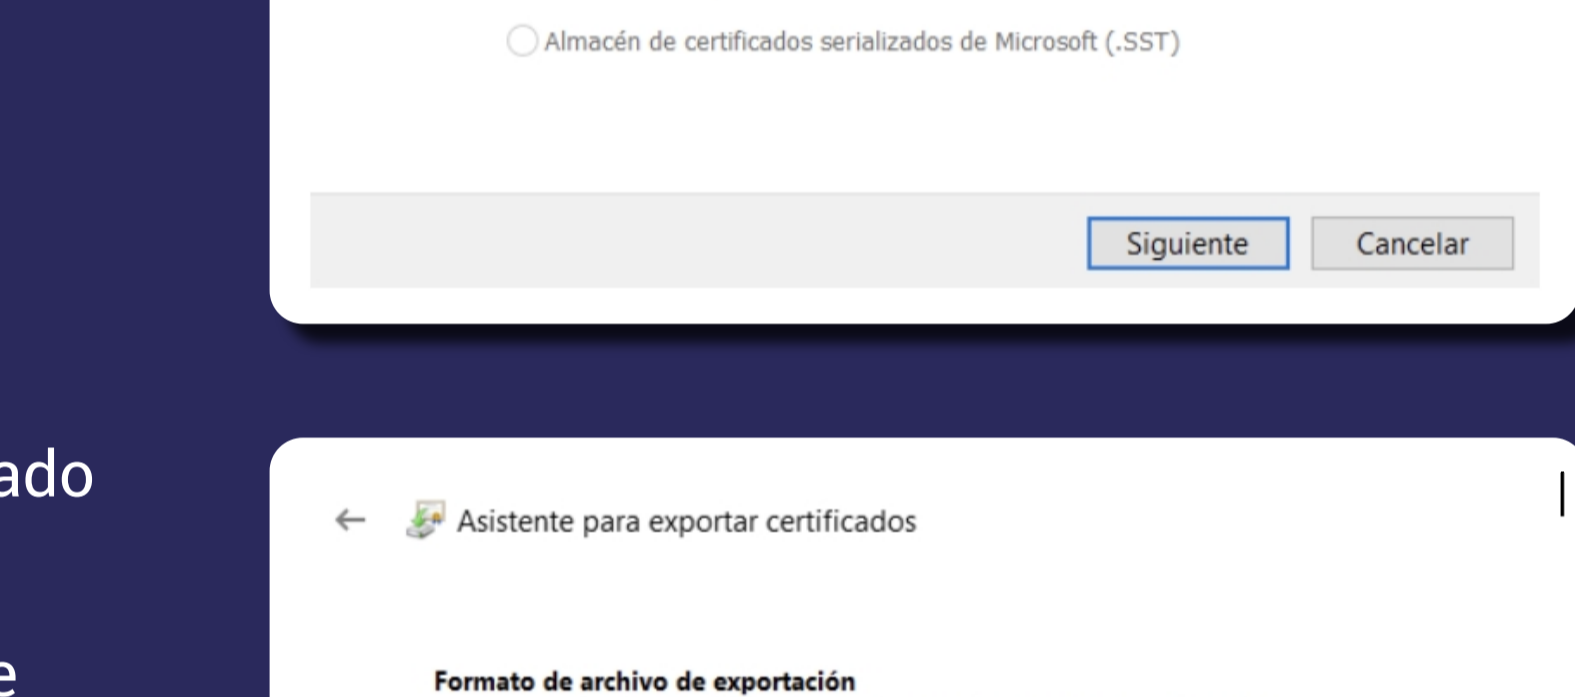 Almacén de certificados serializados de Microsoft (.SST)
Siguiente Cancelar
ado
Asistente para exportar certificados
e
Formato de archivo de exportación